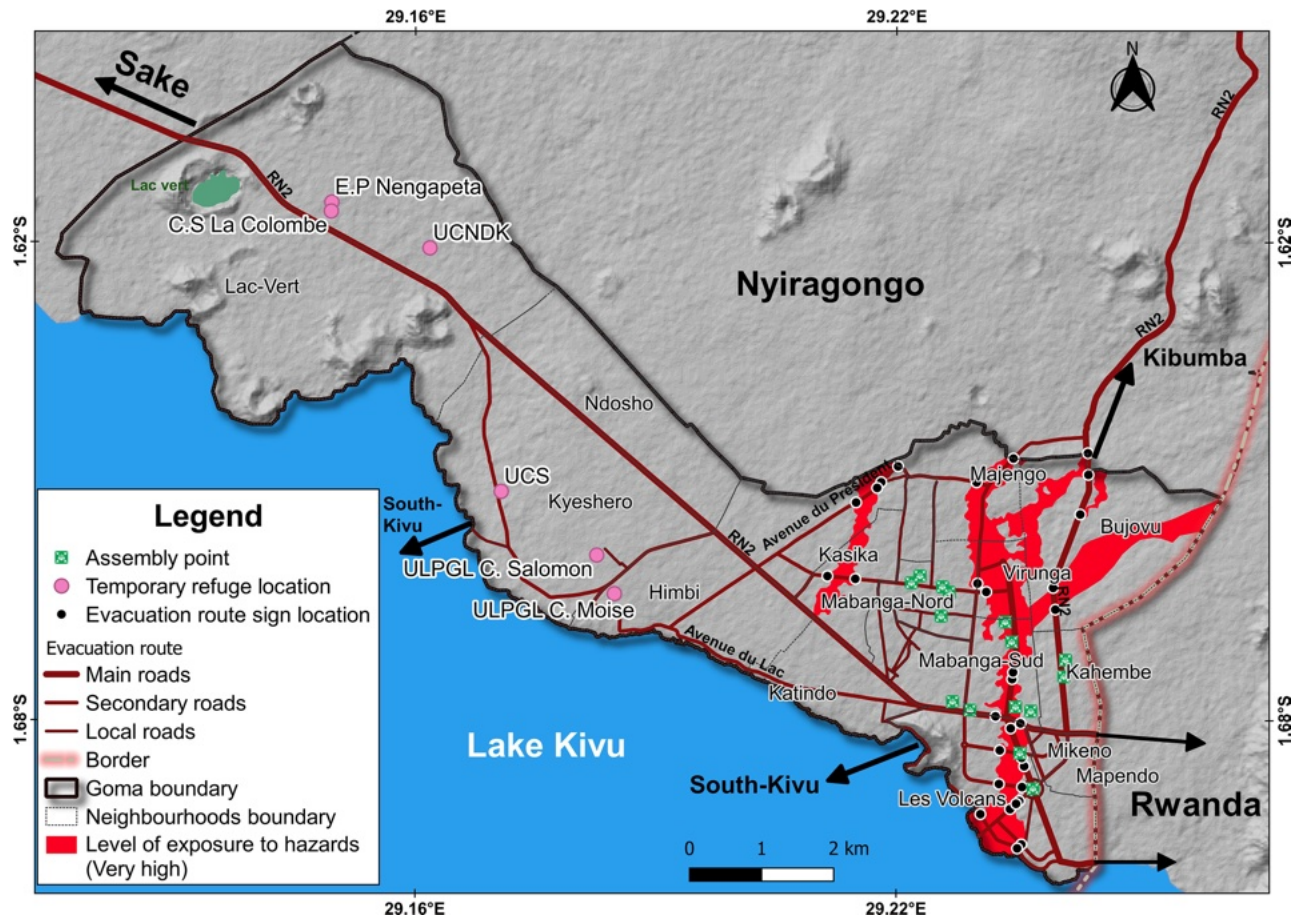 29.16°E
29.22°E
Sake
N
RN2
Lac vert
RN2
E.P Nengapeta
C.S La Colombe
UCNDK
1.62°S
1.62°S
Lac-Vert
Nyiragongo
RN2
Kibumba
Ndosho
UCS
Kyeshero
South-
Kivu
Avenue du Président
Majengo
Bujovu
RN2
ULPGL C. Salomon
Kasika
Virunga
ULPGL C. Moise
Himbi
Mabanga-Nord
RN2
Avenue du Lac
Mabanga-Sud
Kahembe
Katindo
1.68°S
1.68°S
Lake Kivu
Mikeno
South-Kivu
Mapendo
Les Volcans
Rwanda
0 1 2 km
Legend
Assembly point
Temporary refuge location
Evacuation route sign location
Evacuation route
Main roads
Secondary roads
Local roads
Border
Goma boundary
Neighbourhoods boundary
Level of exposure to hazards
(Very high)
29.16°E
29.22°E